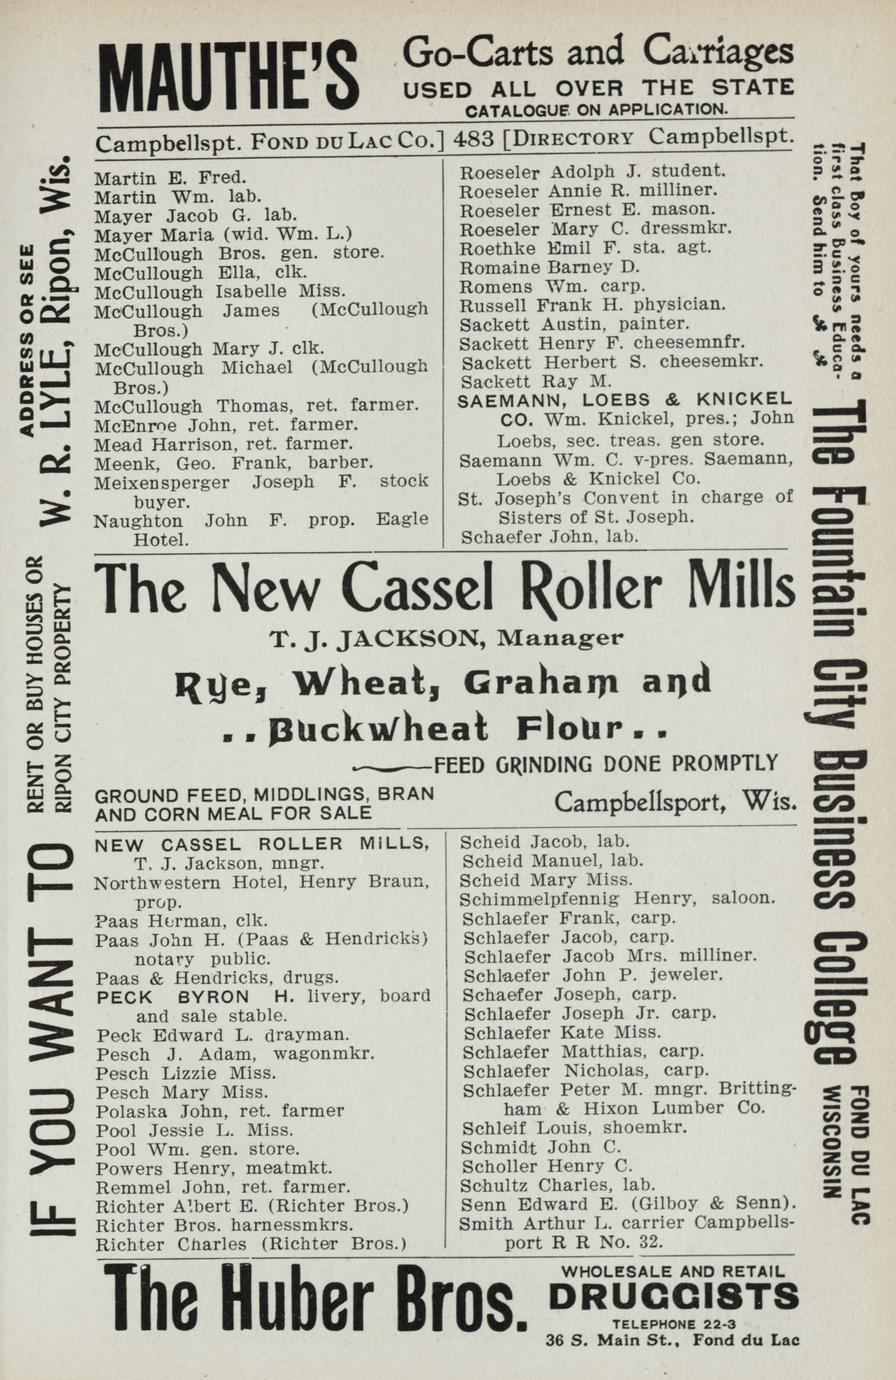 MAUTHE'S
Go-Carts and Carriages
USED ALL OVER THE STATE
CATALOGUE ON APPLICATION.
Campbellspt. FOND DU LAC CO.] 483 [DIRECTORY Campbellspt.
Martin E. Fred.
Martin Wm. lab.
Mayer Jacob G. lab.
Mayer Maria (wid. Wm. L.)
McCullough Bros. gen. store.
McCullough Ella, clk.
McCullough Isabelle Miss.
McCullough James (McCullough
Bros.)
McCullough Mary J. clk.
McCullough Michael (McCullough
Bros.)
McCullough Thomas, ret. farmer.
McEnroe John, ret. farmer.
Mead Harrison, ret. farmer.
Meenk, Geo. Frank, barber.
Meixensperger Joseph F. stock
buyer.
Naughton John F. prop. Eagle
Hotel.
Roeseler Adolph J. student.
Roeseler Annie R. milliner.
Roeseler Ernest E. mason.
Roeseler Mary C. dressmkr.
Roethke Emil F. sta. agt.
Romaine Barney D.
Romens Wm. carp.
Russell Frank H. physician.
Sackett Austin, painter.
Sackett Henry F. cheesemnfr.
Sackett Herbert S. cheesemkr.
Sackett Ray M.
SAEMANN, LOEBS & KNICKEL
CO. Wm. Knickel, pres.; John
Loebs, sec. treas. gen store.
Saemann Wm. C. v-pres. Saemann,
Loebs & Knickel Co.
St. Joseph's Convent in charge of
Sisters of St. Joseph.
Schaefer John, lab.
The New Cassel Roller Mills
T. J. JACKSON, Manager
Rye, Wheat, Graham and
..Buckwheat Flour..
FEED GRINDING DONE PROMPTLY
GROUND FEED, MIDDLINGS, BRAN
AND CORN MEAL FOR SALE
Campbellsport, Wis.
NEW CASSEL ROLLER MILLS,
T. J. Jackson, mngr.
Northwestern Hotel, Henry Braun,
prop.
Paas Herman, clk.
Paas John H. (Paas & Hendricks)
notary public.
Paas & Hendricks, drugs.
PECK BYRON H. livery, board
and sale stable.
Peck Edward L. drayman.
Pesch J. Adam, wagonmkr.
Pesch Lizzie Miss.
Pesch Mary Miss.
Polaska John, ret. farmer
Pool Jessie L. Miss.
Pool Wm. gen. store.
Powers Henry, meatmkt.
Remmel John, ret. farmer.
Richter Albert E. (Richter Bros.)
Richter Bros. harnessmkrs.
Richter Charles (Richter Bros.)
Scheid Jacob, lab.
Scheid Manuel, lab.
Scheid Mary Miss.
Schimmelpfennig Henry, saloon.
Schlaefer Frank, carp.
Schlaefer Jacob, carp.
Schlaefer Jacob Mrs. milliner.
Schlaefer John P. jeweler.
Schaefer Joseph, carp.
Schlaefer Joseph Jr. carp.
Schlaefer Kate Miss.
Schlaefer Matthias, carp.
Schlaefer Nicholas, carp.
Schlaefer Peter M. mngr. Britting-
ham & Hixon Lumber Co.
Schleif Louis, shoemkr.
Schmidt John C.
Scholler Henry C.
Schultz Charles, lab.
Senn Edward E. (Gilboy & Senn).
Smith Arthur L. carrier Campbells-
port R R No. 32.
The Huber Bros.
WHOLESALE AND RETAIL
DRUGGISTS
TELEPHONE 22-3
36 S. Main St., Fond du Lac
IF YOU WANT TO
RENT OR BUY HOUSES OR
RIPON CITY PROPERTY
ADDRESS OR SEE
W. R. LYLE, Ripon, Wis.
That Boy of yours needs a
first class Business Educa-
tion. Send him to
The Fountain City Business College
FOND DU LAC
WISCONSIN